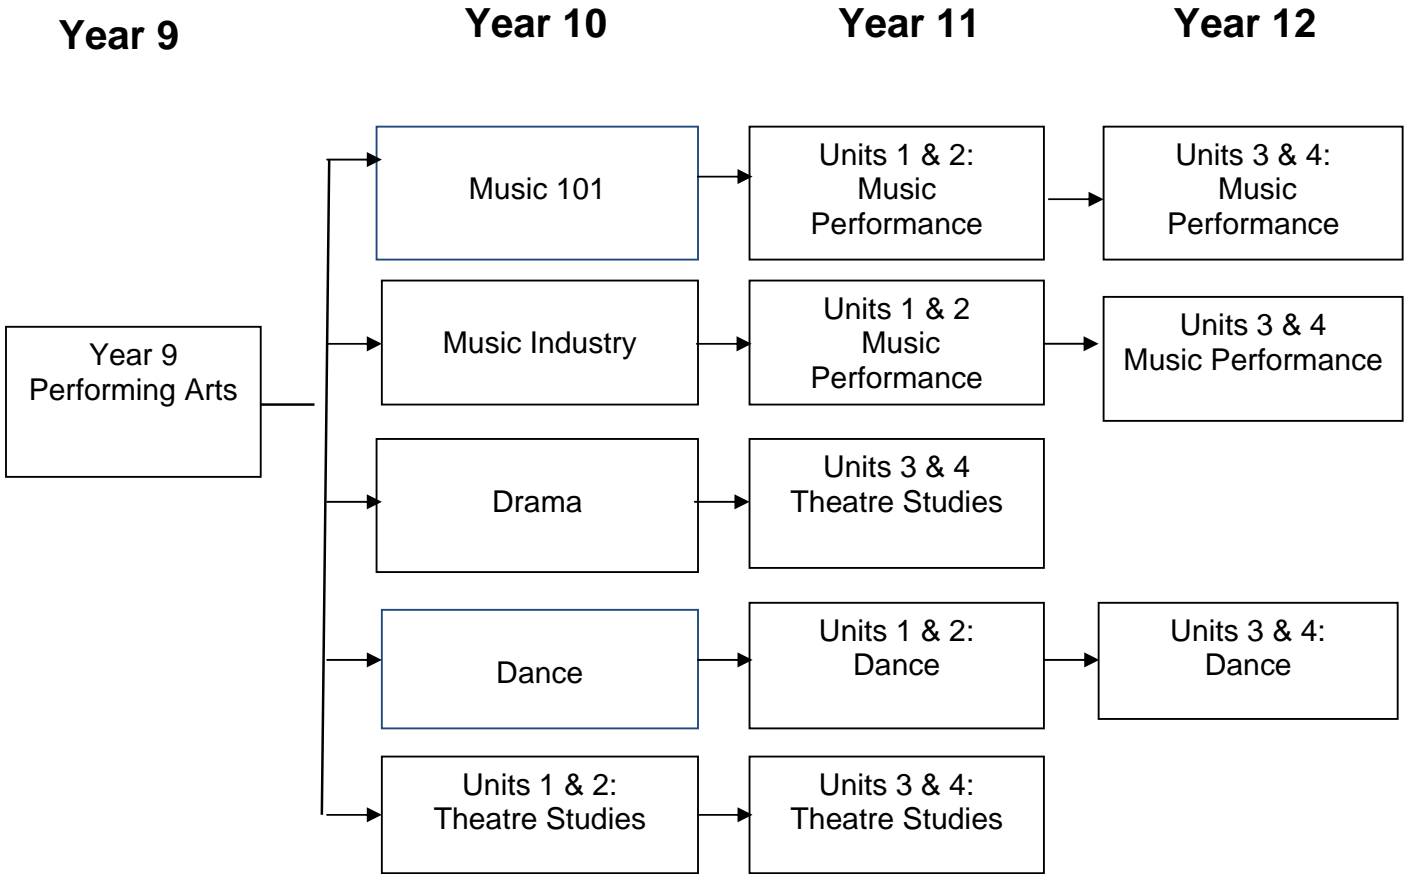 Year 9
Year 10
Year 11
Year 12
Music 101
Units 1 & 2:
Music
Performance
Units 3 & 4:
Music
Performance
Year 9
Performing Arts
Music Industry
Units 1 & 2
Music
Performance
Units 3 & 4
Music Performance
Drama
Units 3 & 4
Theatre Studies
Dance
Units 1 & 2:
Dance
Units 3 & 4:
Dance
Units 1 & 2:
Theatre Studies
Units 3 & 4:
Theatre Studies